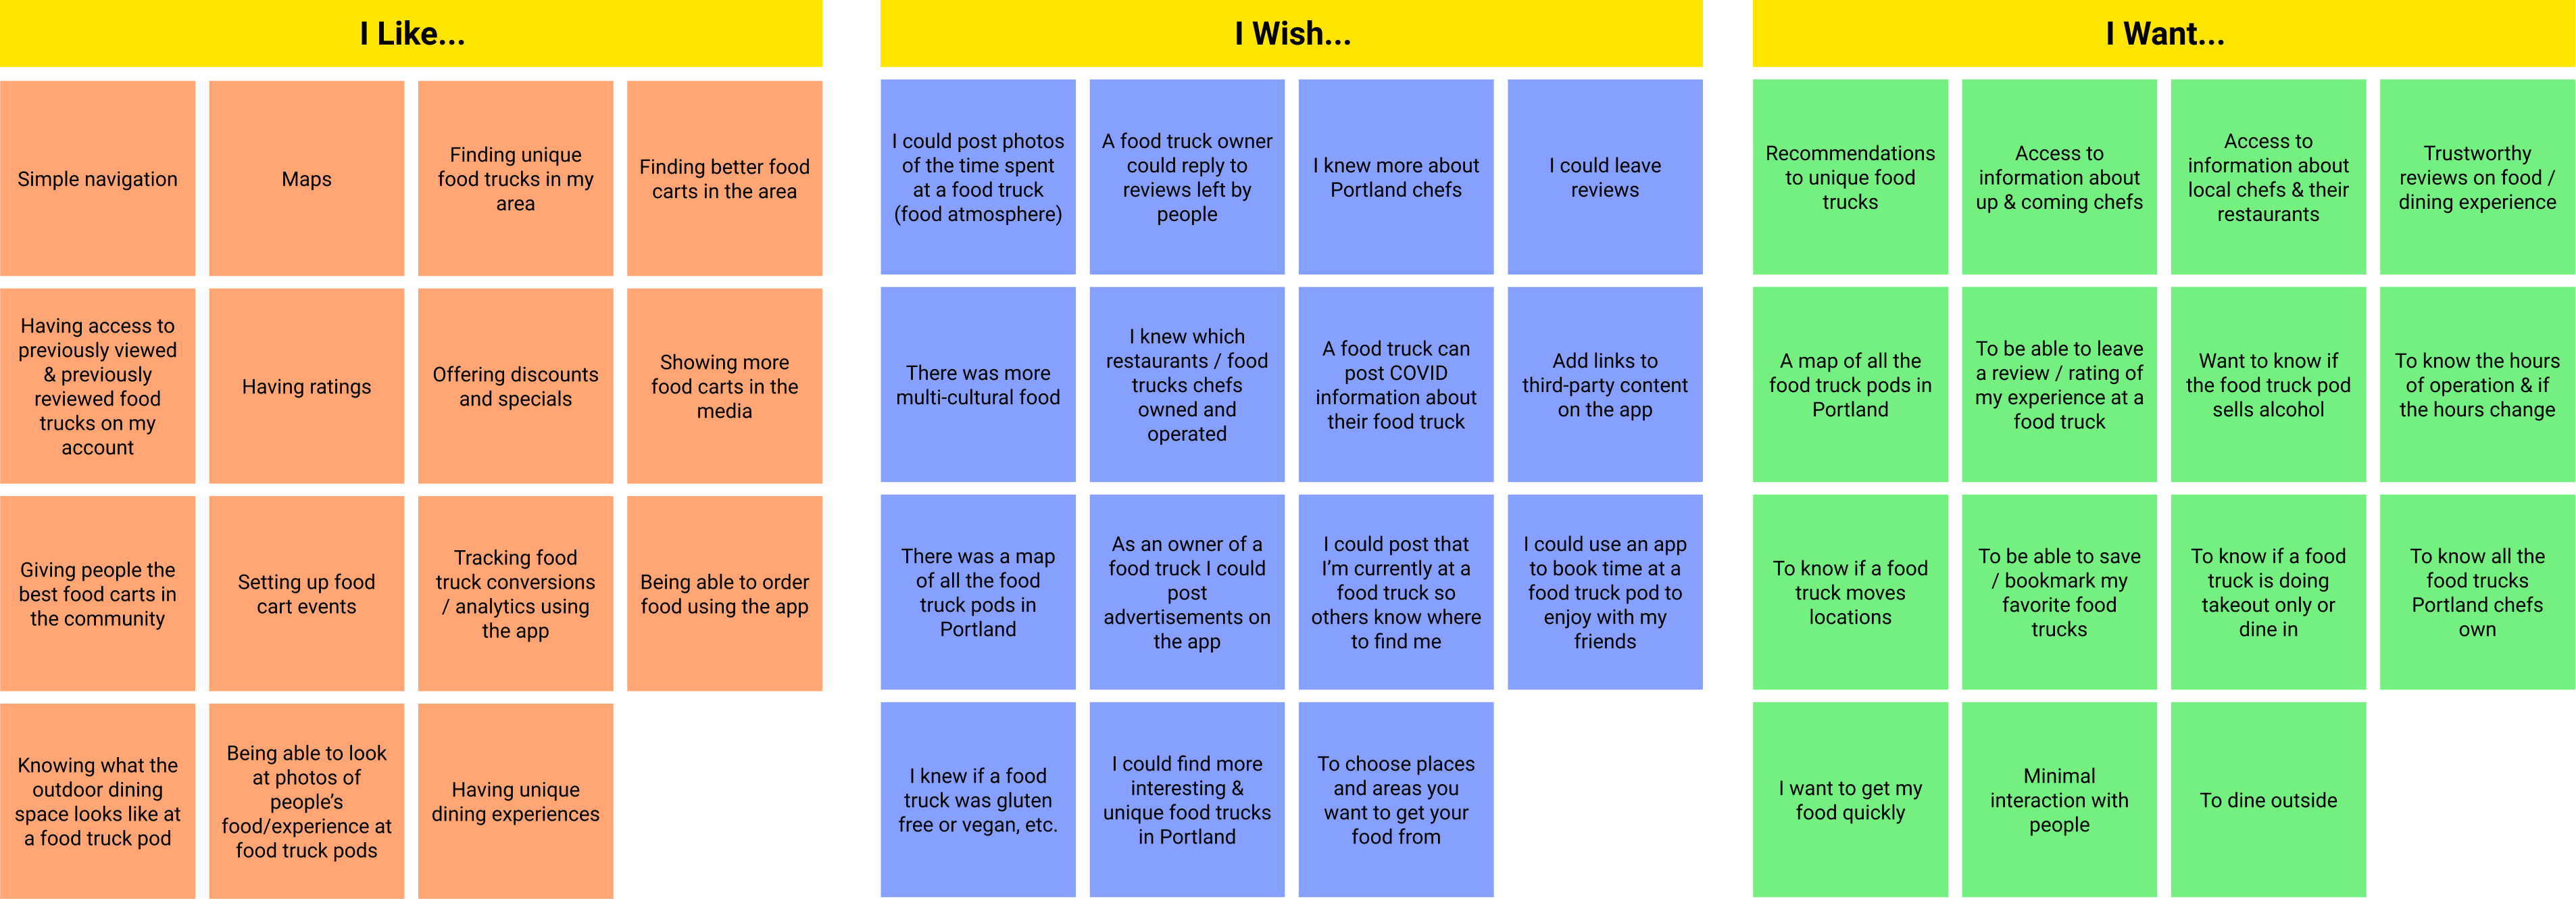 I Like...
Simple navigation
Maps
Finding unique
food trucks in my
area
Finding better food
carts in the area
Having access to
previously viewed
& previously
reviewed food
trucks on my
account
Having ratings
Offering discounts
and specials
Showing more
food carts in the
media
Giving people the
best food carts in
the community
Setting up food
cart events
Tracking food
truck conversions
/ analytics using
the app
Being able to order
food using the app
Knowing what the
outdoor dining
space looks like at
a food truck pod
Being able to look
at photos of
people’s
food/experience at
food truck pods
Having unique
dining experiences
I Wish...
I could post photos
of the time spent
at a food truck
(food atmosphere)
A food truck owner
could reply to
reviews left by
people
I knew more about
Portland chefs
I could leave
reviews
There was more
multi-cultural food
I knew which
restaurants / food
trucks chefs
owned and
operated
A food truck can
post COVID
information about
their food truck
Add links to
third-party content
on the app
There was a map
of all the food
truck pods in
Portland
As an owner of a
food truck I could
post
advertisements on
the app
I could post that
I’m currently at a
food truck so
others know where
to find me
I could use an app
to book time at a
food truck pod to
enjoy with my
friends
I knew if a food
truck was gluten
free or vegan, etc.
I could find more
interesting &
unique food trucks
in Portland
To choose places
and areas you
want to get your
food from
I Want...
Recommendations
to unique food
trucks
Access to
information about
up & coming chefs
Access to
information about
local chefs & their
restaurants
Trustworthy
reviews on food /
dining experience
A map of all the
food truck pods in
Portland
To be able to leave
a review / rating of
my experience at a
food truck
Want to know if
the food truck pod
sells alcohol
To know the hours
of operation & if
the hours change
To know if a food
truck moves
locations
To be able to save
/ bookmark my
favorite food
trucks
To know if a food
truck is doing
takeout only or
dine in
To know all the
food trucks
Portland chefs
own
I want to get my
food quickly
Minimal
interaction with
people
To dine outside